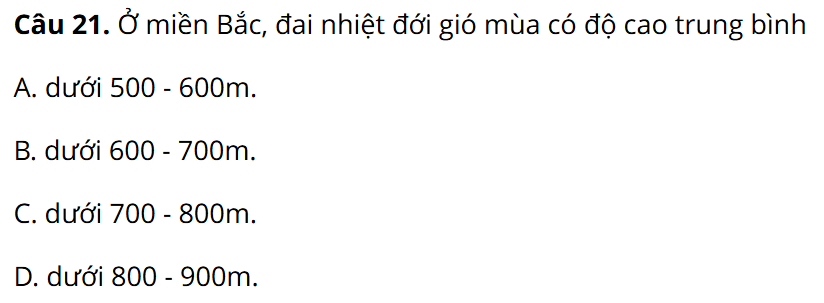 Câu 21. Ở miền Bắc, đai nhiệt đới gió mùa có độ cao trung bình
A. dưới 500 - 600m.
B. dưới 600 - 700m.
C. dưới 700 - 800m.
D. dưới 800 - 900m.